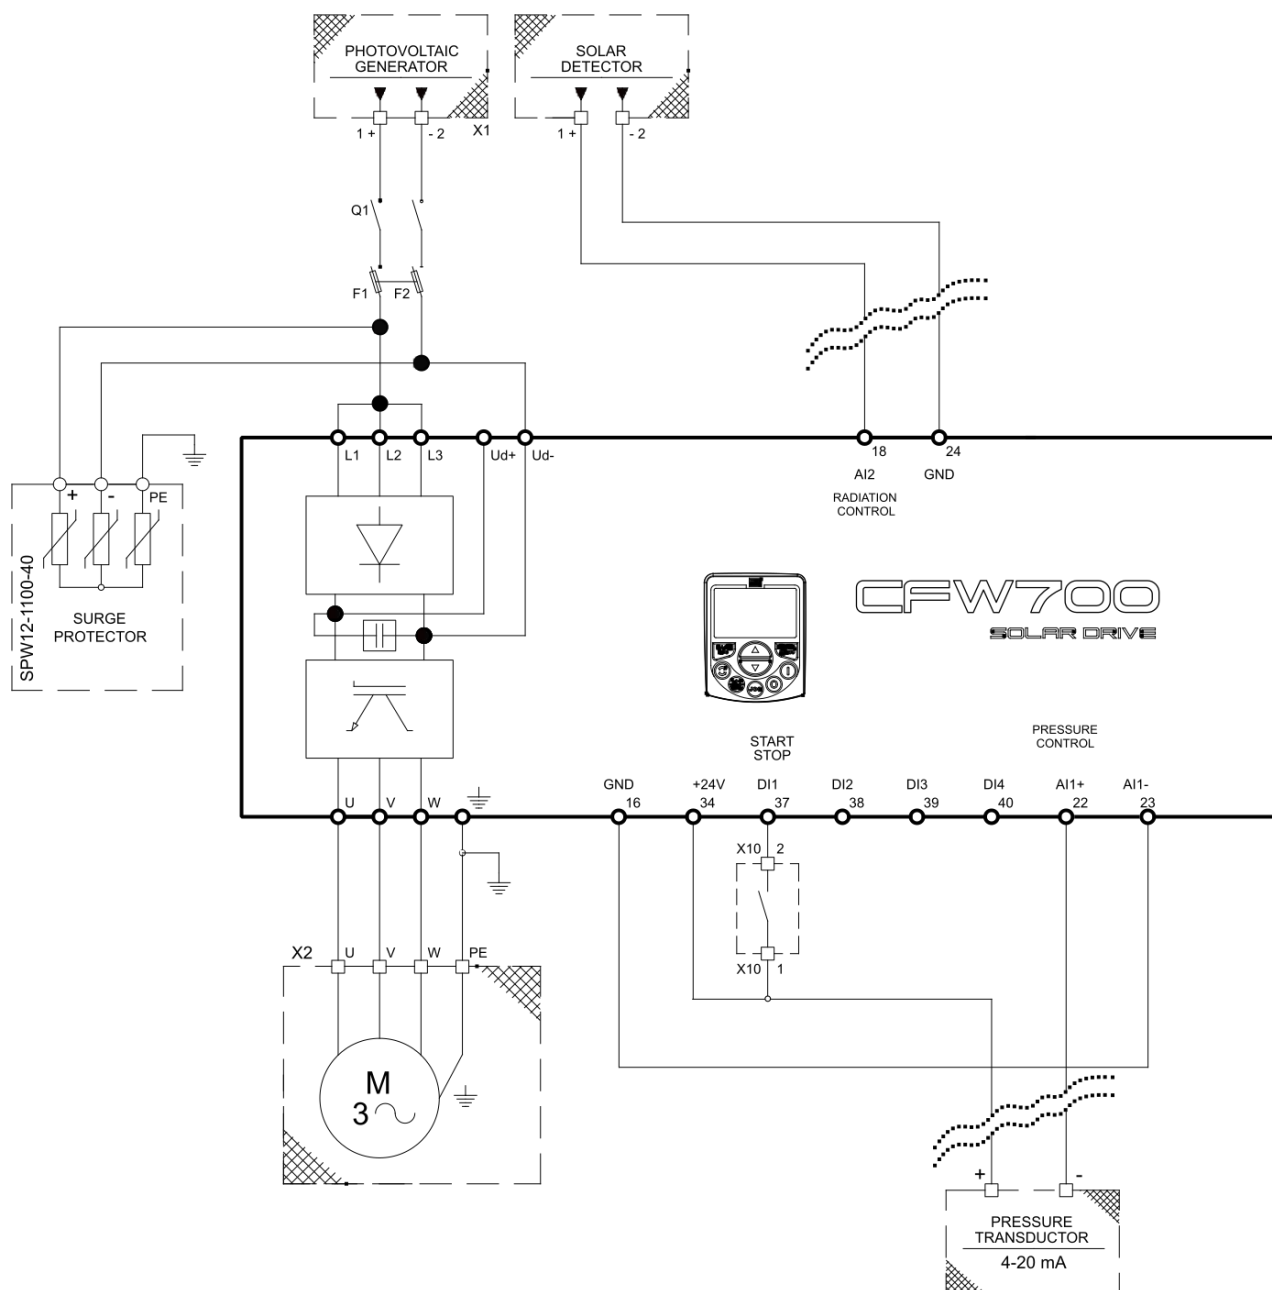 PHOTOVOLTAIC
GENERATOR
SOLAR
DETECTOR
1 + - 2 X1
1 + - 2
Q1
F1 F2
L1 L2 L3 Ud+ Ud-
18 24
AI2 GND
RADIATION
CONTROL
+ - PE
SPW12-1100-40
SURGE
PROTECTOR
CFW700
SOLAR DRIVE
JOG
START
STOP
PRESSURE
CONTROL
GND +24V DI1 DI2 DI3 DI4 AI1+ AI1-
16 34 37 38 39 40 22 23
U V W
X10 2
X10 1
X2 U V W PE
M
3
+ -
PRESSURE
TRANSDUCTOR
4-20 mA